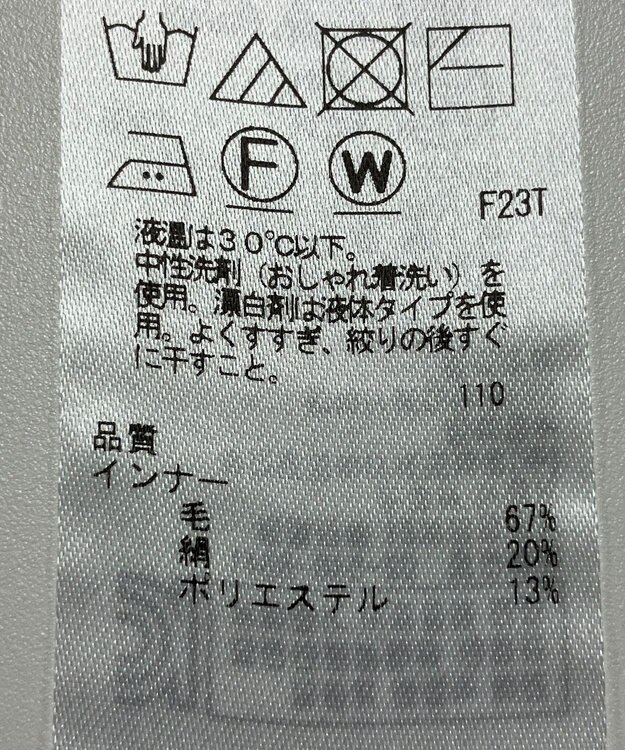 F W
F23T
液温は30℃以下。
中性洗剤（おしゃれ着洗い）を
使用。漂白剤は液体タイプを使
用。よくすすぎ、絞りの後すぐ
に干すこと。
110
品質
インナー
毛 67%
絹 20%
ポリエステル 13%